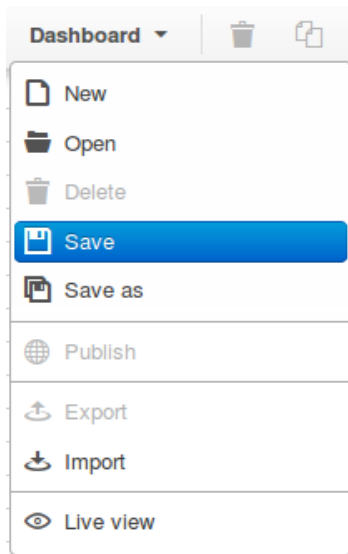 Dashboard
New
Open
Delete
Save
Save as
Publish
Export
Import
Live view